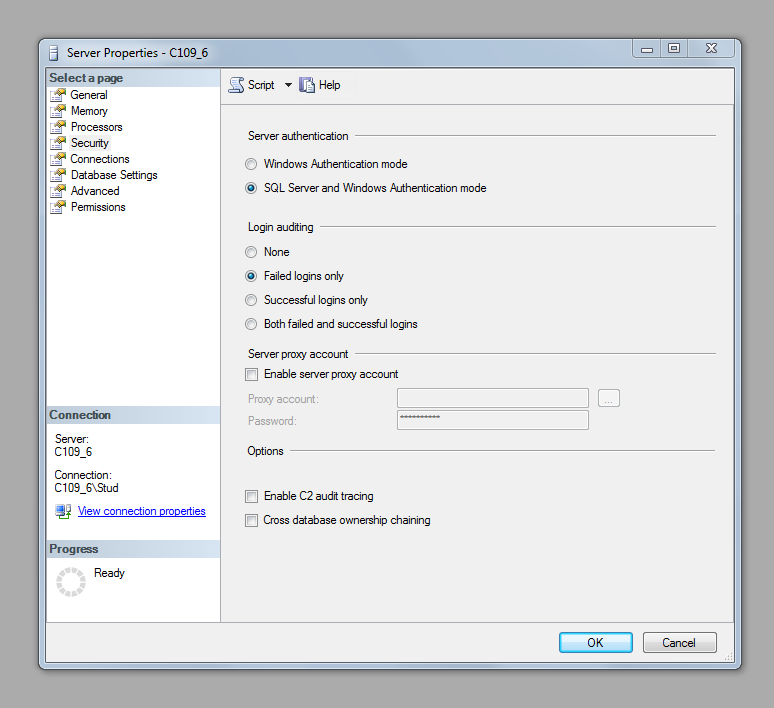 Server Properties - C109_6
Select a page
General
Memory
Processors
Security
Connections
Database Settings
Advanced
Permissions
Connection
Server:
C109_6
Connection:
C109_6\Stud
View connection properties
Progress
Ready
Script
Help
Server authentication
Windows Authentication mode
SQL Server and Windows Authentication mode
Login auditing
None
Failed logins only
Successful logins only
Both failed and successful logins
Server proxy account
Enable server proxy account
Proxy account:
...
Password:
**********
Options
Enable C2 audit tracing
Cross database ownership chaining
OK
Cancel